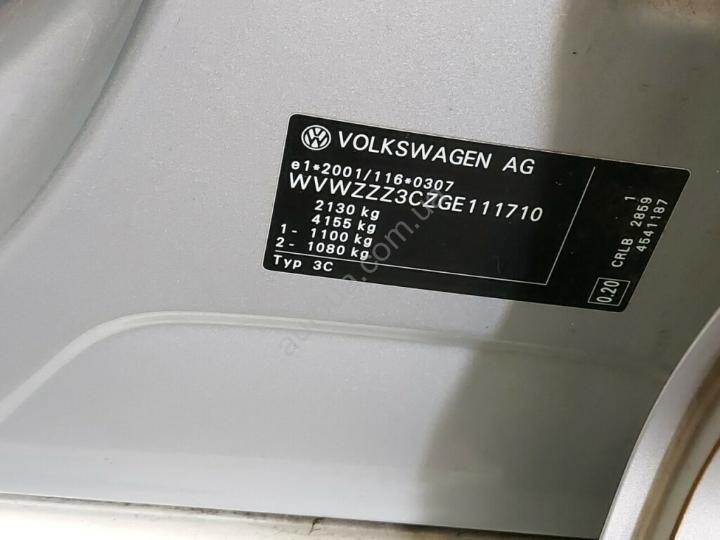 VOLKSWAGEN AG
e1*2001/116*0307
WVWZZZ3CZGE111710
2130 kg
4155 kg
1- 1100 kg
2- 1080 kg
Typ 3C
0.20 CRLB 2859 1
4541187